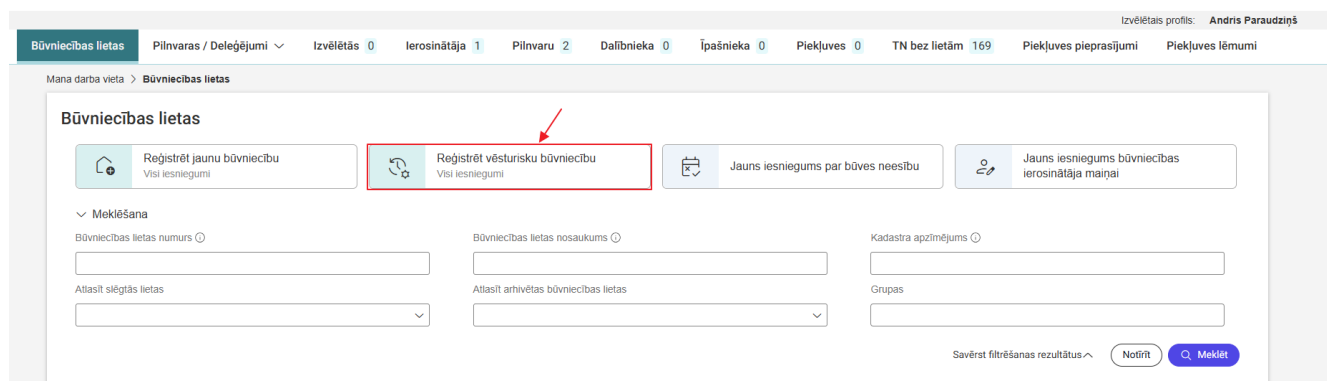 Izvēlētais profils: Andris Paraudziņš
Būvniecības lietas Pilnvaras / Deleģējumi Izvēlētās 0 Ierosinātāja 1 Pilnvaru 2 Dalībnieka 0 Īpašnieka 0 Piekļuves 0 TN bez lietām 169 Piekļuves pieprasījumi Piekļuves lēmumi
Mana darba vieta > Būvniecības lietas
Būvniecības lietas
Reģistrēt jaunu būvniecību
Visi iesniegumi
Reģistrēt vēsturisku būvniecību
Visi iesniegumi
Jauns iesniegums par būves neesību
Jauns iesniegums būvniecības
ierosinātāja maiņai
Meklēšana
Būvniecības lietas numurs Būvniecības lietas nosaukums Kadastra apzīmējums
Atlasīt slēgtās lietas Atlasīt arhivētas būvniecības lietas Grupas
Savērst filtrēšanas rezultātus Notīrīt Meklēt